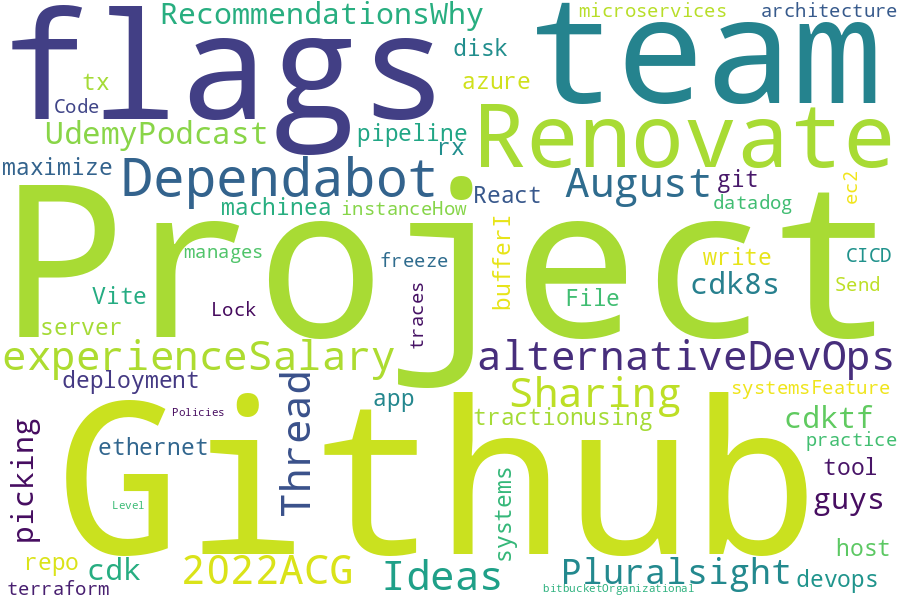 RecommendationsWhy
microservices
architecture
flags
team
disk
tx
Code
azure
UdemyPodcast
pipeline
rx
Renovate
maximize
Dependabot
August
git
ec2
React
machinea
instanceHow
datadog
Project
manages
freeze
bufferI
write
CICD
cdk8s
Send
Vite
Lock
File
server
traces
experienceSalary
alternativeDevOps
deployment
Thread
app
Sharing
systemsFeature
Policies
tractionusing
cdktf
picking
ethernet
practice
Github
tool
systems
guys
Level
host
repo
cdk
2022ACG
Ideas
Pluralsight
devops
terraform
bitbucketOrganizational